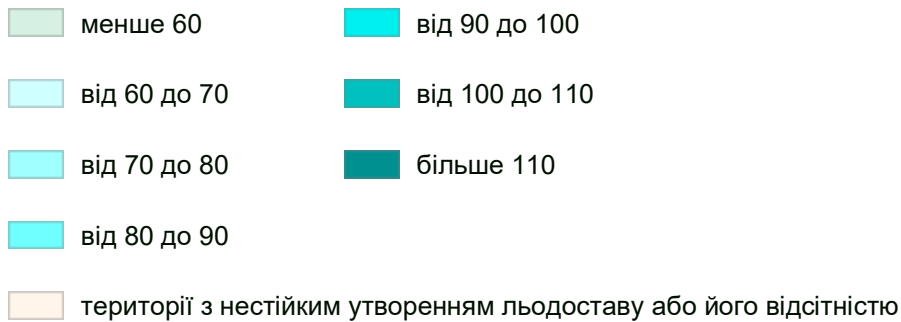 менше 60
від 60 до 70
від 70 до 80
від 80 до 90
від 90 до 100
від 100 до 110
більше 110
території з нестійким утворенням льодоставу або його відсітністю